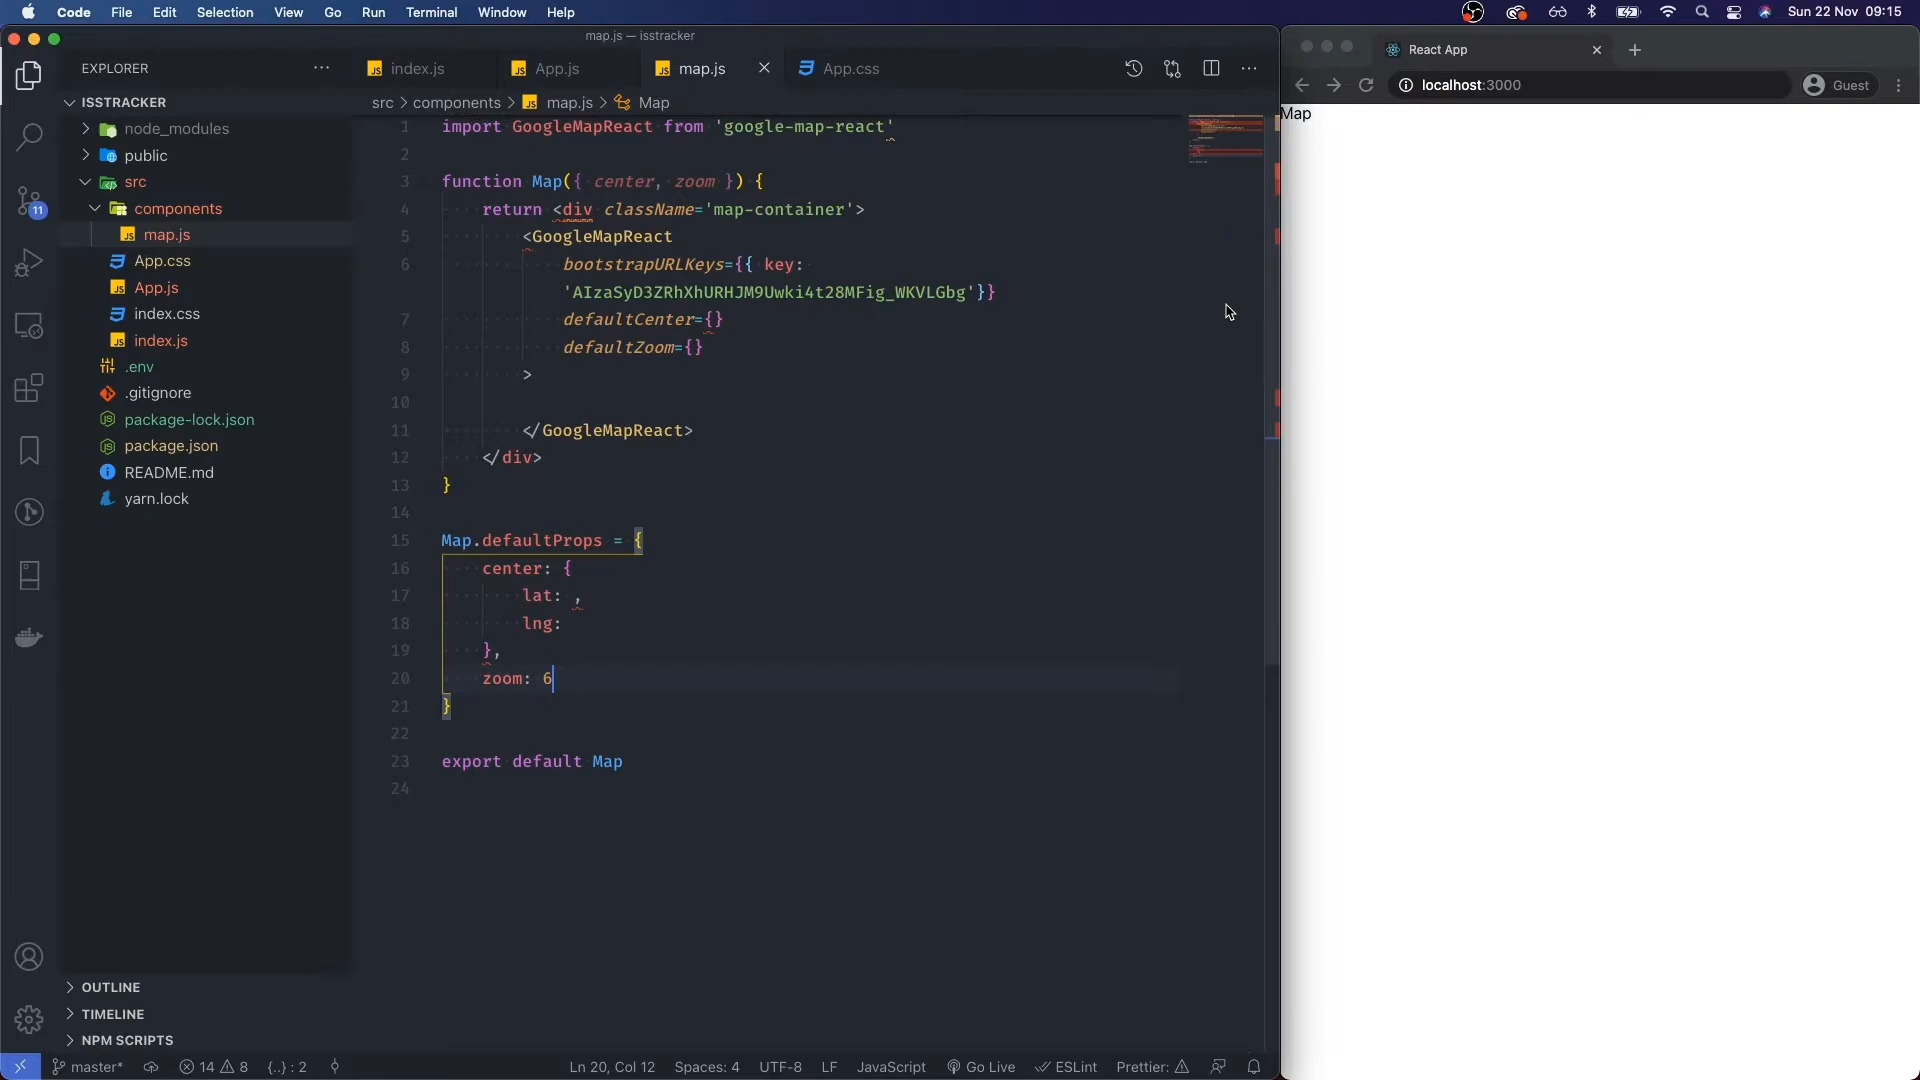 Code File Edit Selection View Go Run Terminal Window Help
Sun 22 Nov 09:15
map.js — isstracker
EXPLORER
ISSTRACKER
node_modules
public
src
components
map.js
App.css
App.js
index.css
index.js
.env
.gitignore
package-lock.json
package.json
README.md
yarn.lock
OUTLINE
TIMELINE
NPM SCRIPTS
11
index.js App.js map.js App.css
src > components > map.js > Map
1 import GoogleMapReact from 'google-map-react'
2
3 function Map({ center, zoom }) {
4 return <div className='map-container'>
5 <GoogleMapReact
6 bootstrapURLKeys={{ key:
'AIzaSyD3ZRhXhURHJM9Uwki4t28MFig_WKVLGbg'}}
7 defaultCenter={}
8 defaultZoom={}
9 >
10
11 </GoogleMapReact>
12 </div>
13 }
14
15 Map.defaultProps = {
16 center: {
17 lat: ,
18 lng:
19 },
20 zoom: 6
21 }
22
23 export default Map
24
master* 14 8 {..} : 2 Ln 20, Col 12 Spaces: 4 UTF-8 LF JavaScript Go Live ESLint Prettier:
React App
localhost:3000 Guest
Map